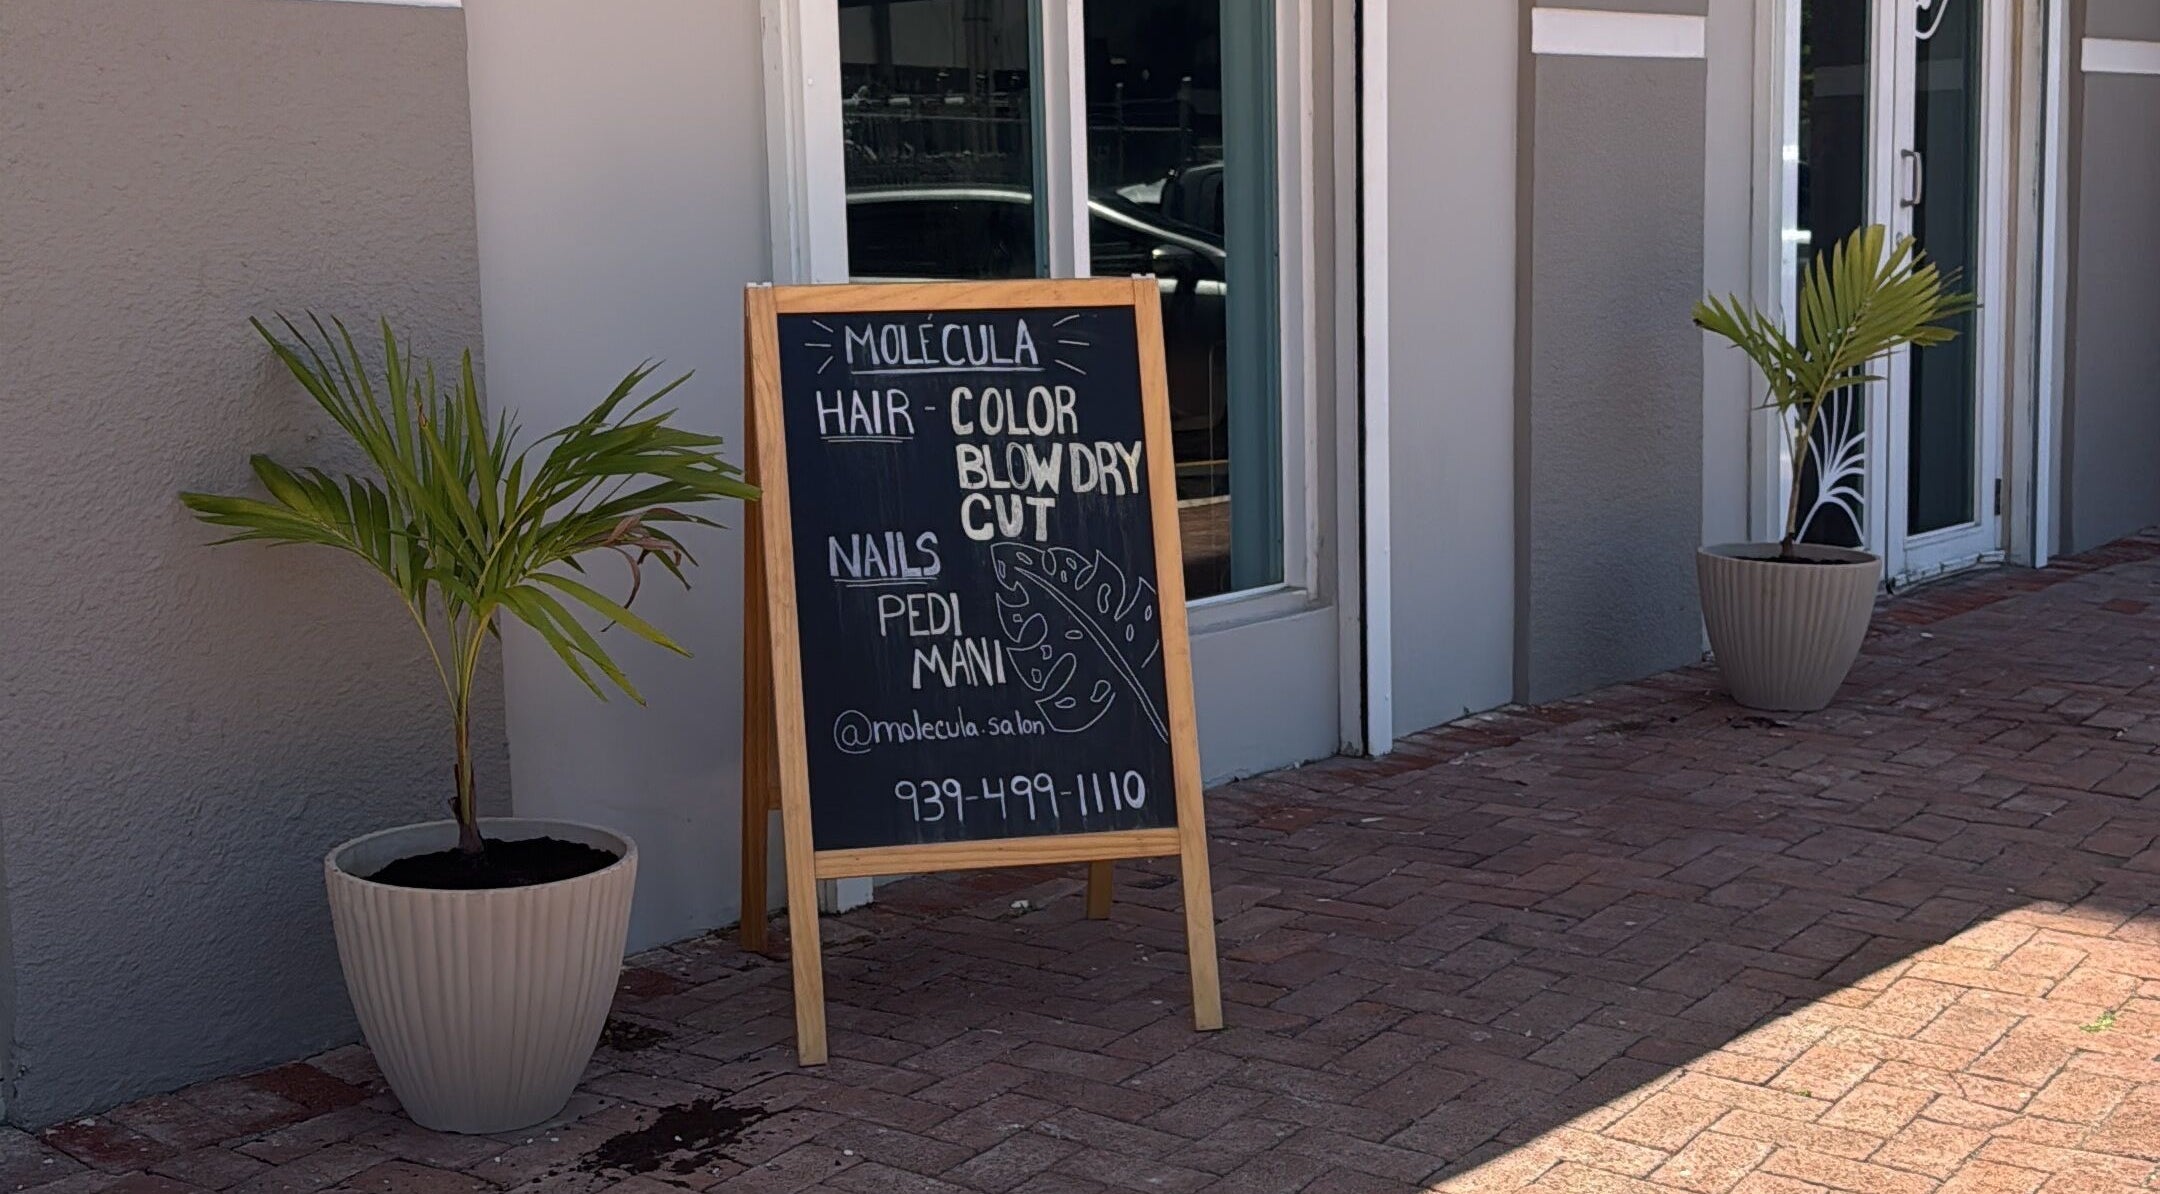 MOLÉCULA
HAIR - COLOR
BLOW DRY
CUT
NAILS
PEDI
MANI
@molecula.salon
939-499-1110